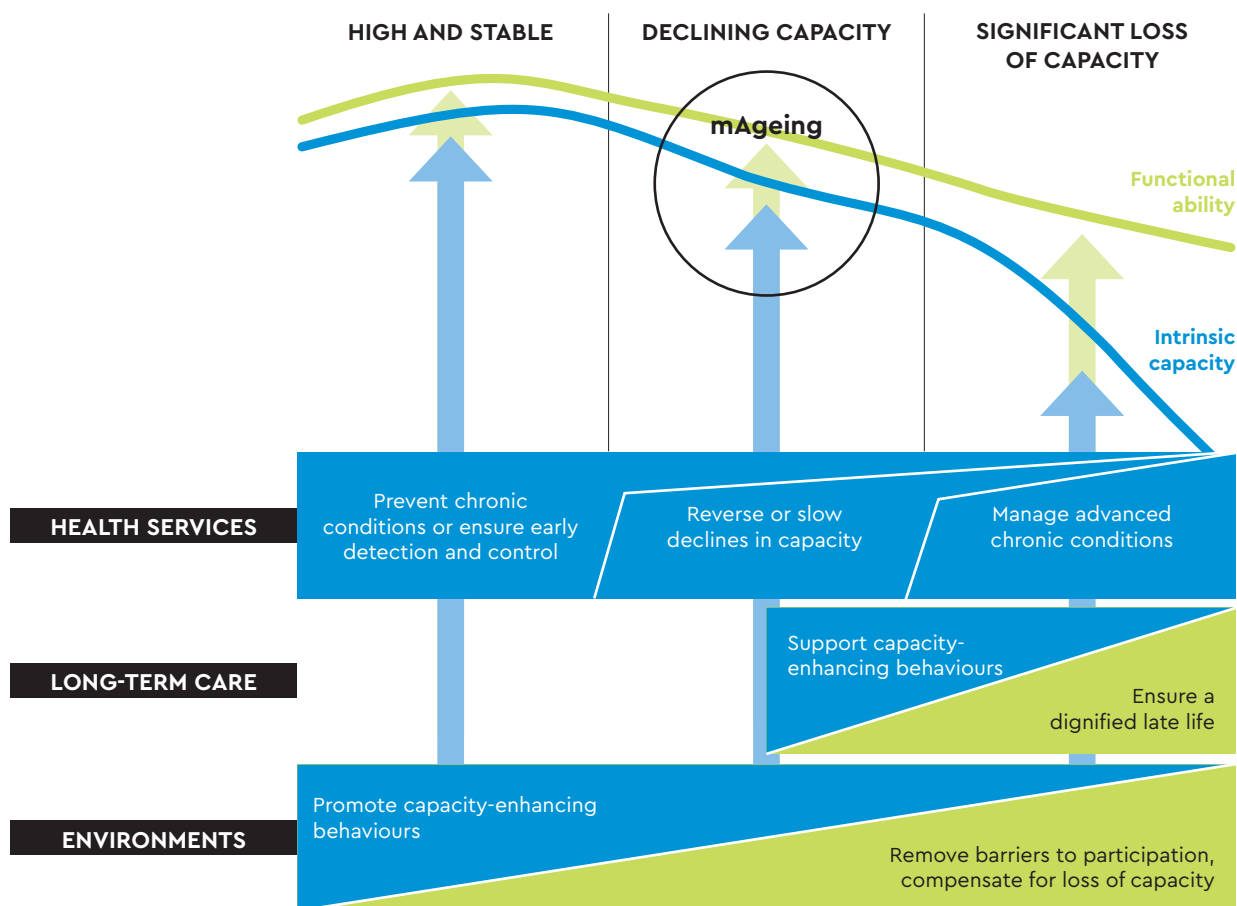 HIGH AND STABLE
DECLINING CAPACITY
SIGNIFICANT LOSS
OF CAPACITY
mAgeing
Functional
ability
Intrinsic
capacity
HEALTH SERVICES
Prevent chronic
conditions or ensure early
detection and control
Reverse or slow
declines in capacity
Manage advanced
chronic conditions
LONG-TERM CARE
Support capacity-
enhancing behaviours
Ensure a
dignified late life
ENVIRONMENTS
Promote capacity-enhancing
behaviours
Remove barriers to participation,
compensate for loss of capacity